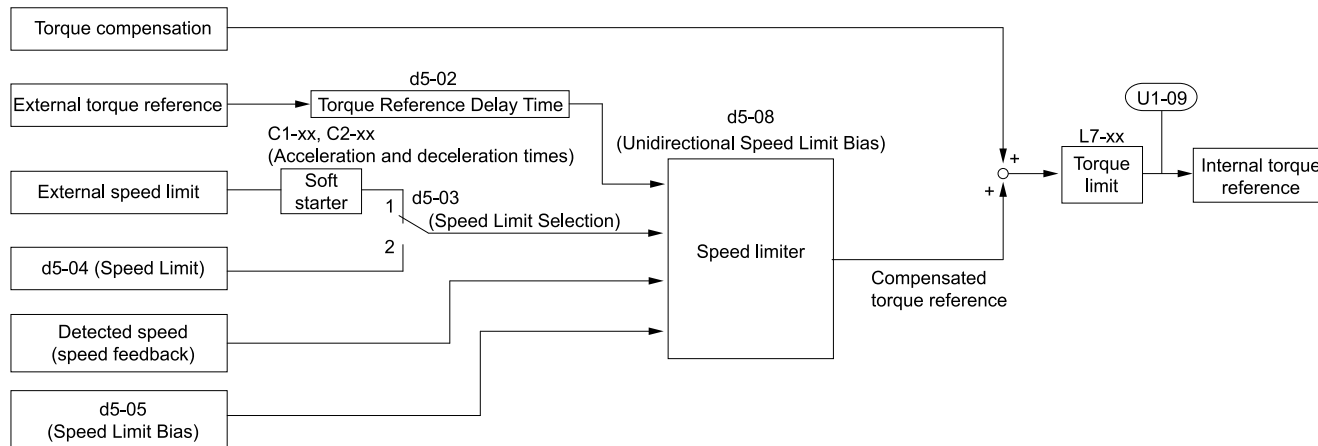 Torque compensation
External torque reference
d5-02
Torque Reference Delay Time
C1-xx, C2-xx
(Acceleration and deceleration times)
External speed limit
Soft
starter
1
2
d5-03
(Speed Limit Selection)
d5-04 (Speed Limit)
Detected speed
(speed feedback)
d5-05
(Speed Limit Bias)
d5-08
(Unidirectional Speed Limit Bias)
Speed limiter
Compensated
torque reference
+
+
L7-xx
Torque
limit
U1-09
Internal torque
reference